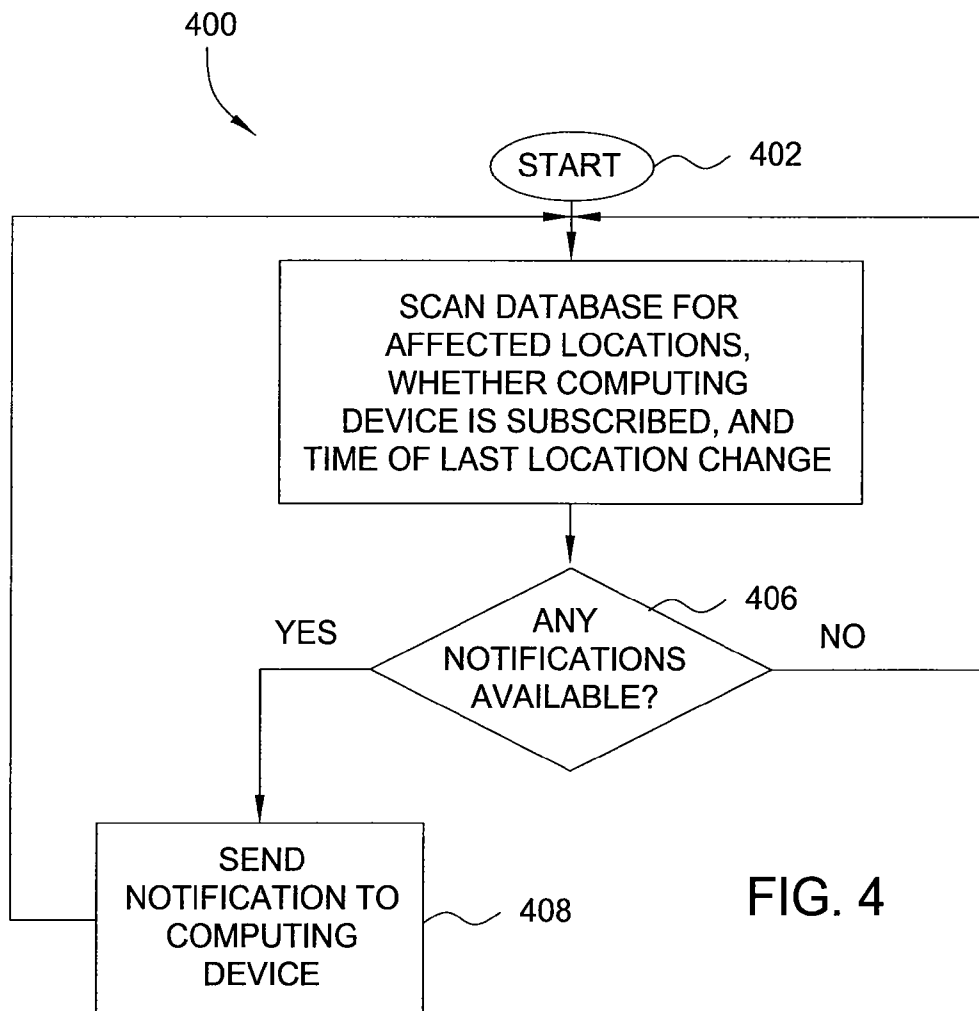 400
START
402
SCAN DATABASE FOR
AFFECTED LOCATIONS,
WHETHER COMPUTING
DEVICE IS SUBSCRIBED, AND
TIME OF LAST LOCATION CHANGE
406
YES
ANY
NOTIFICATIONS
AVAILABLE?
NO
SEND
NOTIFICATION TO
COMPUTING
DEVICE
408
FIG. 4